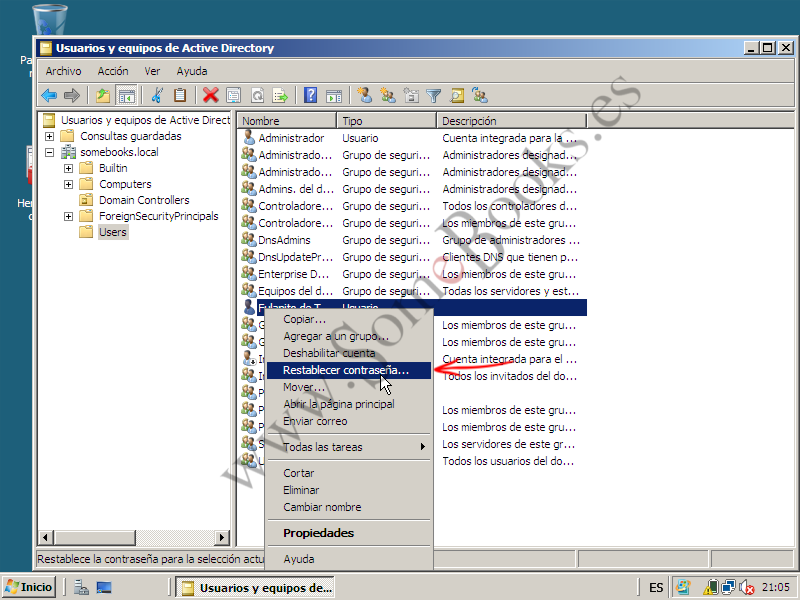 Usuarios y equipos de Active Directory
Archivo Acción Ver Ayuda
Usuarios y equipos de Active Direct
Consultas guardadas
somebooks.local
Builtin
Computers
Domain Controllers
ForeignSecurityPrincipals
Users
Nombre Tipo Descripción
Administrador Usuario Cuenta integrada para la ...
Administrado... Grupo de seguri... Administradores designad...
Administrado... Grupo de seguri... Administradores designad...
Admins. del d... Grupo de seguri... Administradores designad...
Controladore... Grupo de seguri... Todos los controladores d...
Controladore... Grupo de seguri... Los miembros de este gru...
DnsAdmins Grupo de seguri... Grupo de administradores ...
DnsUpdatePr... Grupo de seguri... Clientes DNS que tienen p...
Enterprise D... Grupo de seguri... Los miembros de este gru...
Equipos del d... Grupo de seguri... Todas los servidores y est...
Fulanito de T... Usuario
Los miembros de este gru...
Los miembros de este gru...
Cuenta integrada para el ...
Todos los invitados del do...
Los miembros de este gru...
Los miembros de este gru...
Los servidores de este gr...
Todos los usuarios del do...
Copiar...
Agregar a un grupo...
Deshabilitar cuenta
Restablecer contraseña...
Mover...
Abrir la página principal
Enviar correo
Todas las tareas
Cortar
Eliminar
Cambiar nombre
Propiedades
Ayuda
Restablece la contraseña para la selección actu
Inicio
Usuarios y equipos de...
ES
21:05
www.SomeBooks.es